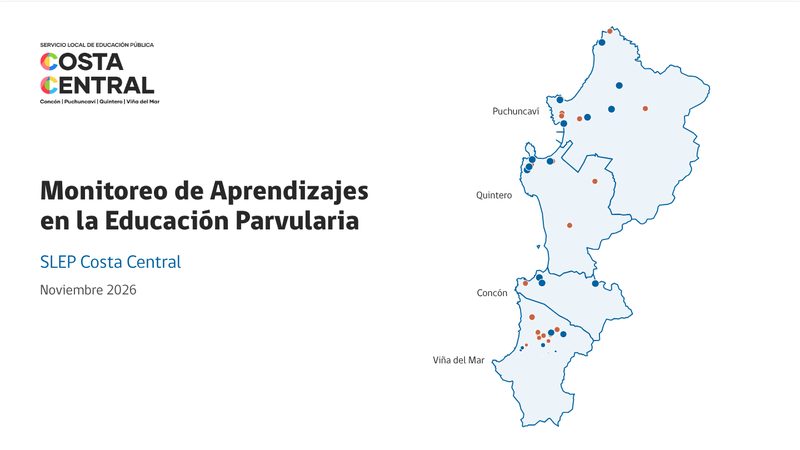 SERVICIO LOCAL DE EDUCACIÓN PÚBLICA
COSTA
CENTRAL
Concón | Puchuncaví | Quintero | Viña del Mar
Monitoreo de Aprendizajes
en la Educación Parvularia
SLEP Costa Central
Noviembre 2026
Puchuncaví
Quintero
Concón
Viña del Mar